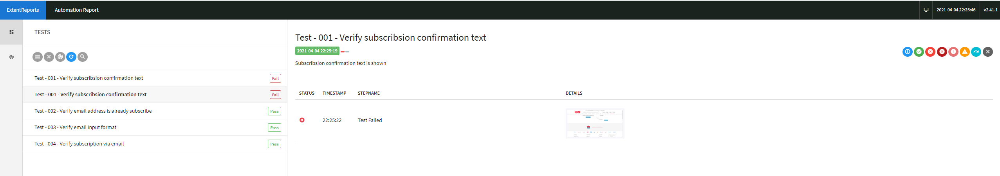 ExtentReports Automation Report 2021-04-04 22:25:46 v2.41.1
TESTS
Test - 001 - Verify subscribsion confirmation text Fail
Test - 001 - Verify subscribsion confirmation text Fail
Test - 002 - Verify email address is already subscribe Pass
Test - 003 - Verify email input format Pass
Test - 004 - Verify subscription via email Pass
Test - 001 - Verify subscribsion confirmation text
2021-04-04 22:25:19
Subscribsion confirmation text is shown
STATUS TIMESTAMP STEPNAME DETAILS
22:25:22 Test Failed